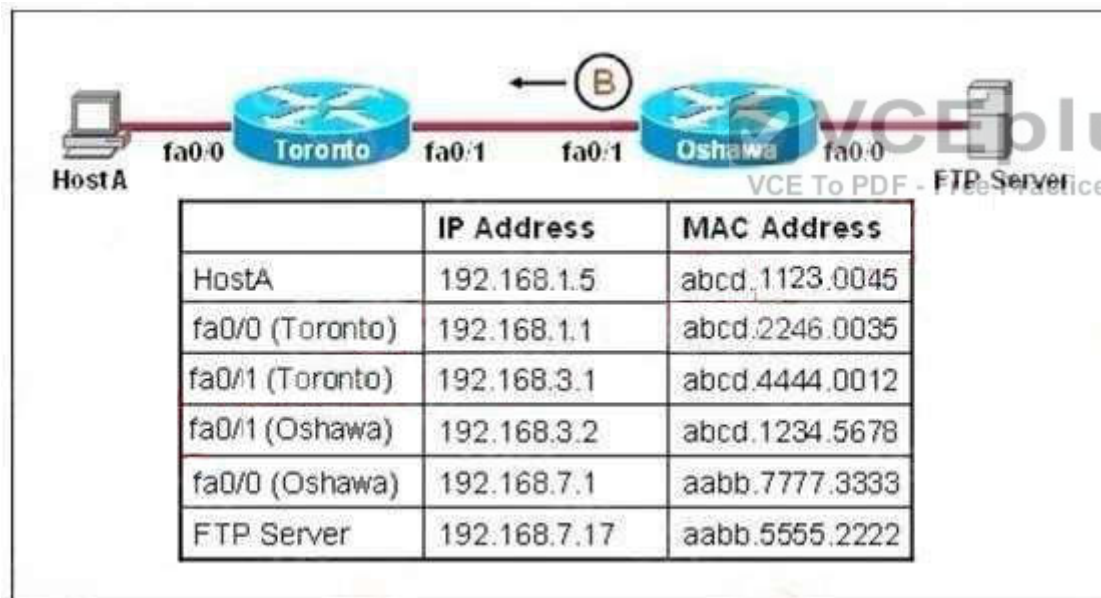 B
Toronto
Oshawa
fa0/0
fa0/1
fa0/1
fa0/0
HostA
FTP Server
VCEplu
VCE To PDF - Free Practice
IP Address MAC Address
HostA 192.168.1.5 abcd.1123.0045
fa0/0 (Toronto) 192.168.1.1 abcd.2246.0035
fa0/1 (Toronto) 192.168.3.1 abcd.4444.0012
fa0/1 (Oshawa) 192.168.3.2 abcd.1234.5678
fa0/0 (Oshawa) 192.168.7.1 aabb.7777.3333
FTP Server 192.168.7.17 aabb.5555.2222